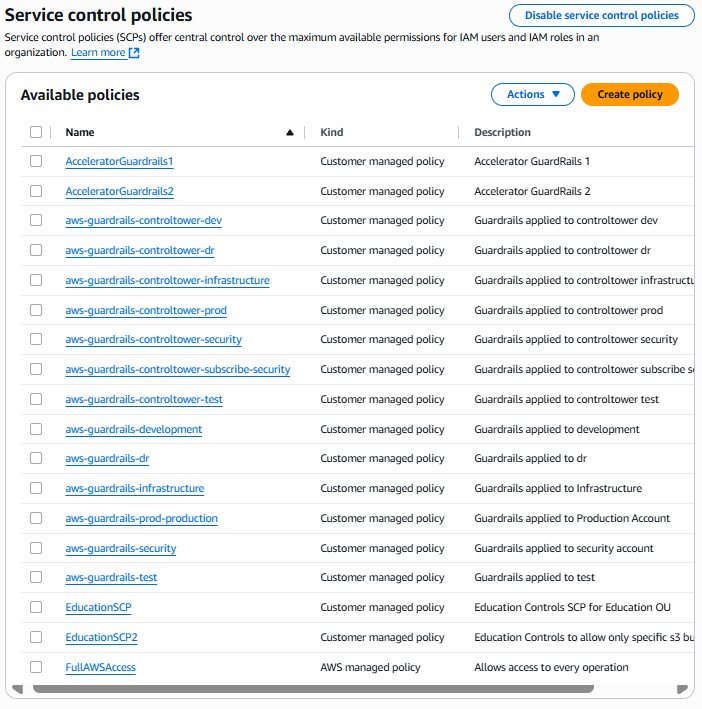 Service control policies
Disable service control policies
Service control policies (SCPs) offer central control over the maximum available permissions for IAM users and IAM roles in an
organization. Learn more
Available policies
Actions
Create policy
Name Kind Description
AcceleratorGuardrails1 Customer managed policy Accelerator GuardRails 1
AcceleratorGuardrails2 Customer managed policy Accelerator GuardRails 2
aws-guardrails-controltower-dev Customer managed policy Guardrails applied to controltower dev
aws-guardrails-controltower-dr Customer managed policy Guardrails applied to controltower dr
aws-guardrails-controltower-infrastructure Customer managed policy Guardrails applied to controltower infrastructu
aws-guardrails-controltower-prod Customer managed policy Guardrails applied to controltower prod
aws-guardrails-controltower-security Customer managed policy Guardrails applied to controltower security
aws-guardrails-controltower-subscribe-security Customer managed policy Guardrails applied to controltower subscribe se
aws-guardrails-controltower-test Customer managed policy Guardrails applied to controltower test
aws-guardrails-development Customer managed policy Guardrails applied to development
aws-guardrails-dr Customer managed policy Guardrails applied to dr
aws-guardrails-infrastructure Customer managed policy Guardrails applied to Infrastructure
aws-guardrails-prod-production Customer managed policy Guardrails applied to Production Account
aws-guardrails-security Customer managed policy Guardrails applied to security account
aws-guardrails-test Customer managed policy Guardrails applied to test
EducationSCP Customer managed policy Education Controls SCP for Education OU
EducationSCP2 Customer managed policy Education Controls to allow only specific s3 bu
FullAWSAccess AWS managed policy Allows access to every operation